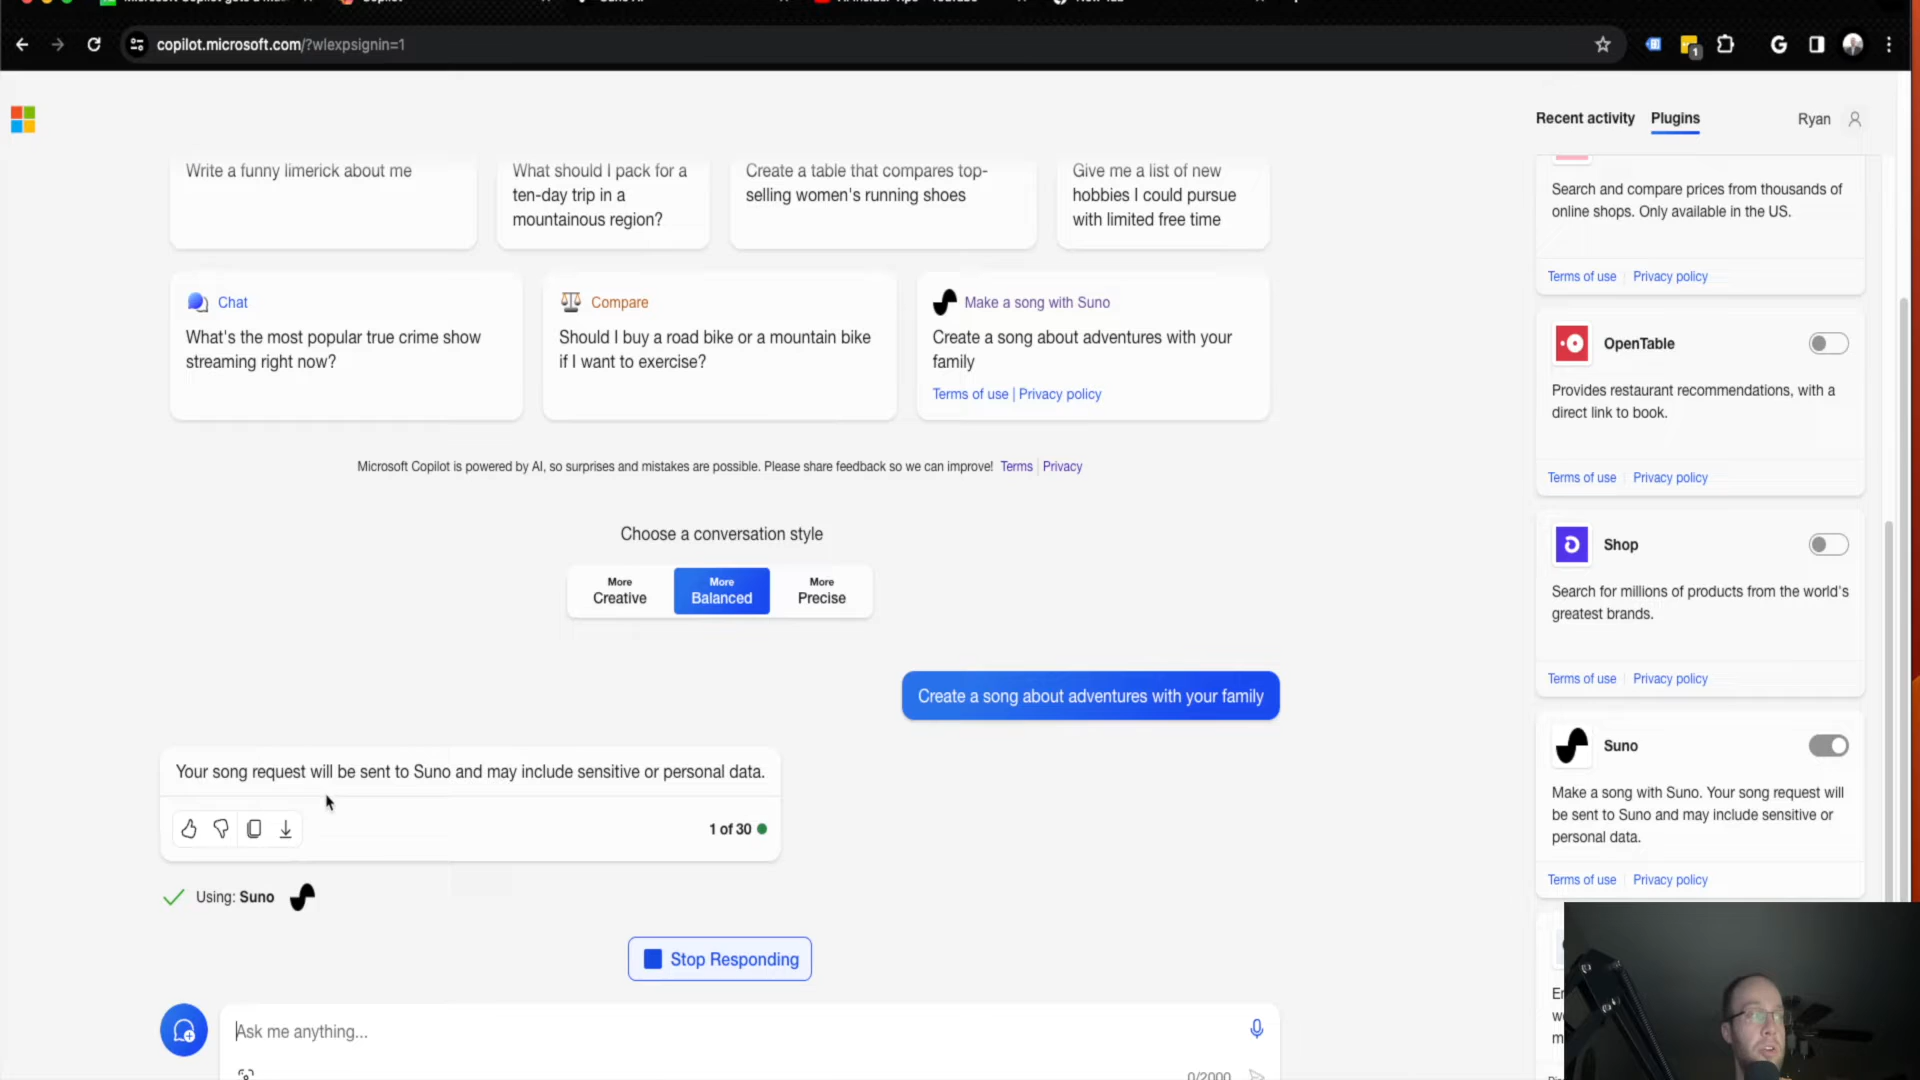 copilot.microsoft.com/?wlexpsignin=1
1
Recent activity
Plugins
Ryan
Write a funny limerick about me
What should I pack for a
ten-day trip in a
mountainous region?
Create a table that compares top-
selling women's running shoes
Give me a list of new
hobbies I could pursue
with limited free time
Chat
What's the most popular true crime show
streaming right now?
Compare
Should I buy a road bike or a mountain bike
if I want to exercise?
Make a song with Suno
Create a song about adventures with your
family
Terms of use | Privacy policy
Microsoft Copilot is powered by AI, so surprises and mistakes are possible. Please share feedback so we can improve! Terms | Privacy
Choose a conversation style
More
Creative
More
Balanced
More
Precise
Create a song about adventures with your family
Your song request will be sent to Suno and may include sensitive or personal data.
1 of 30
Using: Suno
Stop Responding
Ask me anything...
0/2000
Search and compare prices from thousands of
online shops. Only available in the US.
Terms of use | Privacy policy
OpenTable
Provides restaurant recommendations, with a
direct link to book.
Terms of use | Privacy policy
Shop
Search for millions of products from the world's
greatest brands.
Terms of use | Privacy policy
Suno
Make a song with Suno. Your song request will
be sent to Suno and may include sensitive or
personal data.
Terms of use | Privacy policy